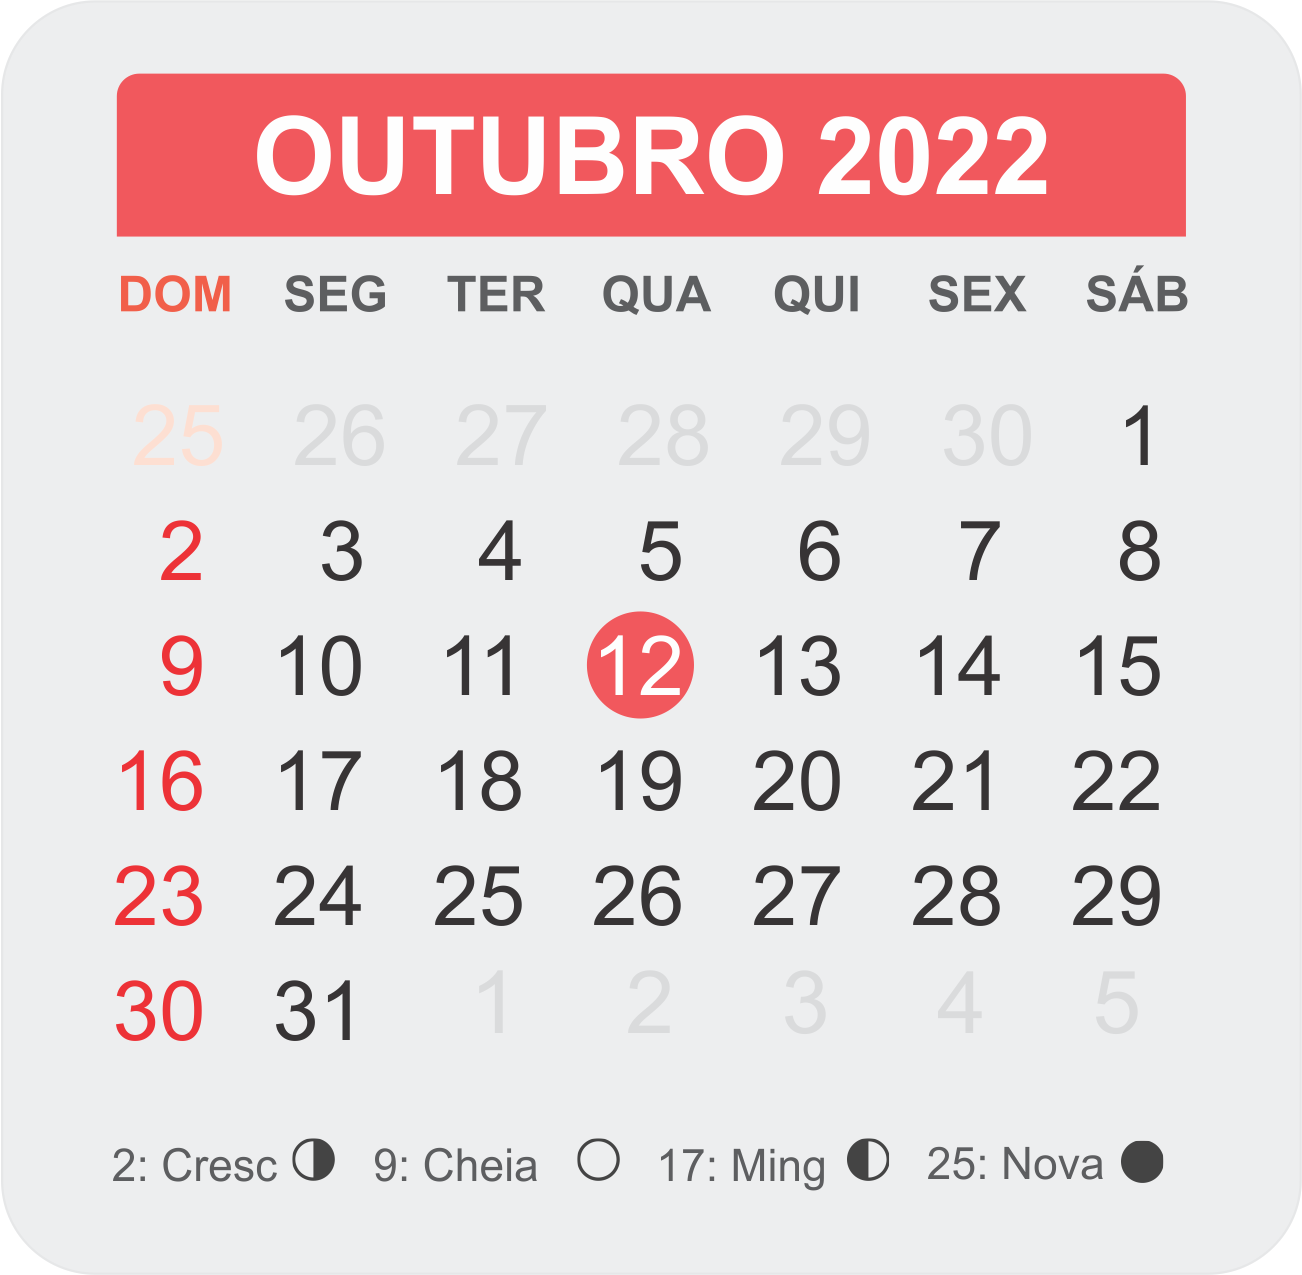 OUTUBRO 2022
DOM SEG TER QUA QUI SEX SÁB
25 26 27 28 29 30 1
2 3 4 5 6 7 8
9 10 11 12 13 14 15
16 17 18 19 20 21 22
23 24 25 26 27 28 29
30 31 1 2 3 4 5
2: Cresc 9: Cheia 17: Ming 25: Nova